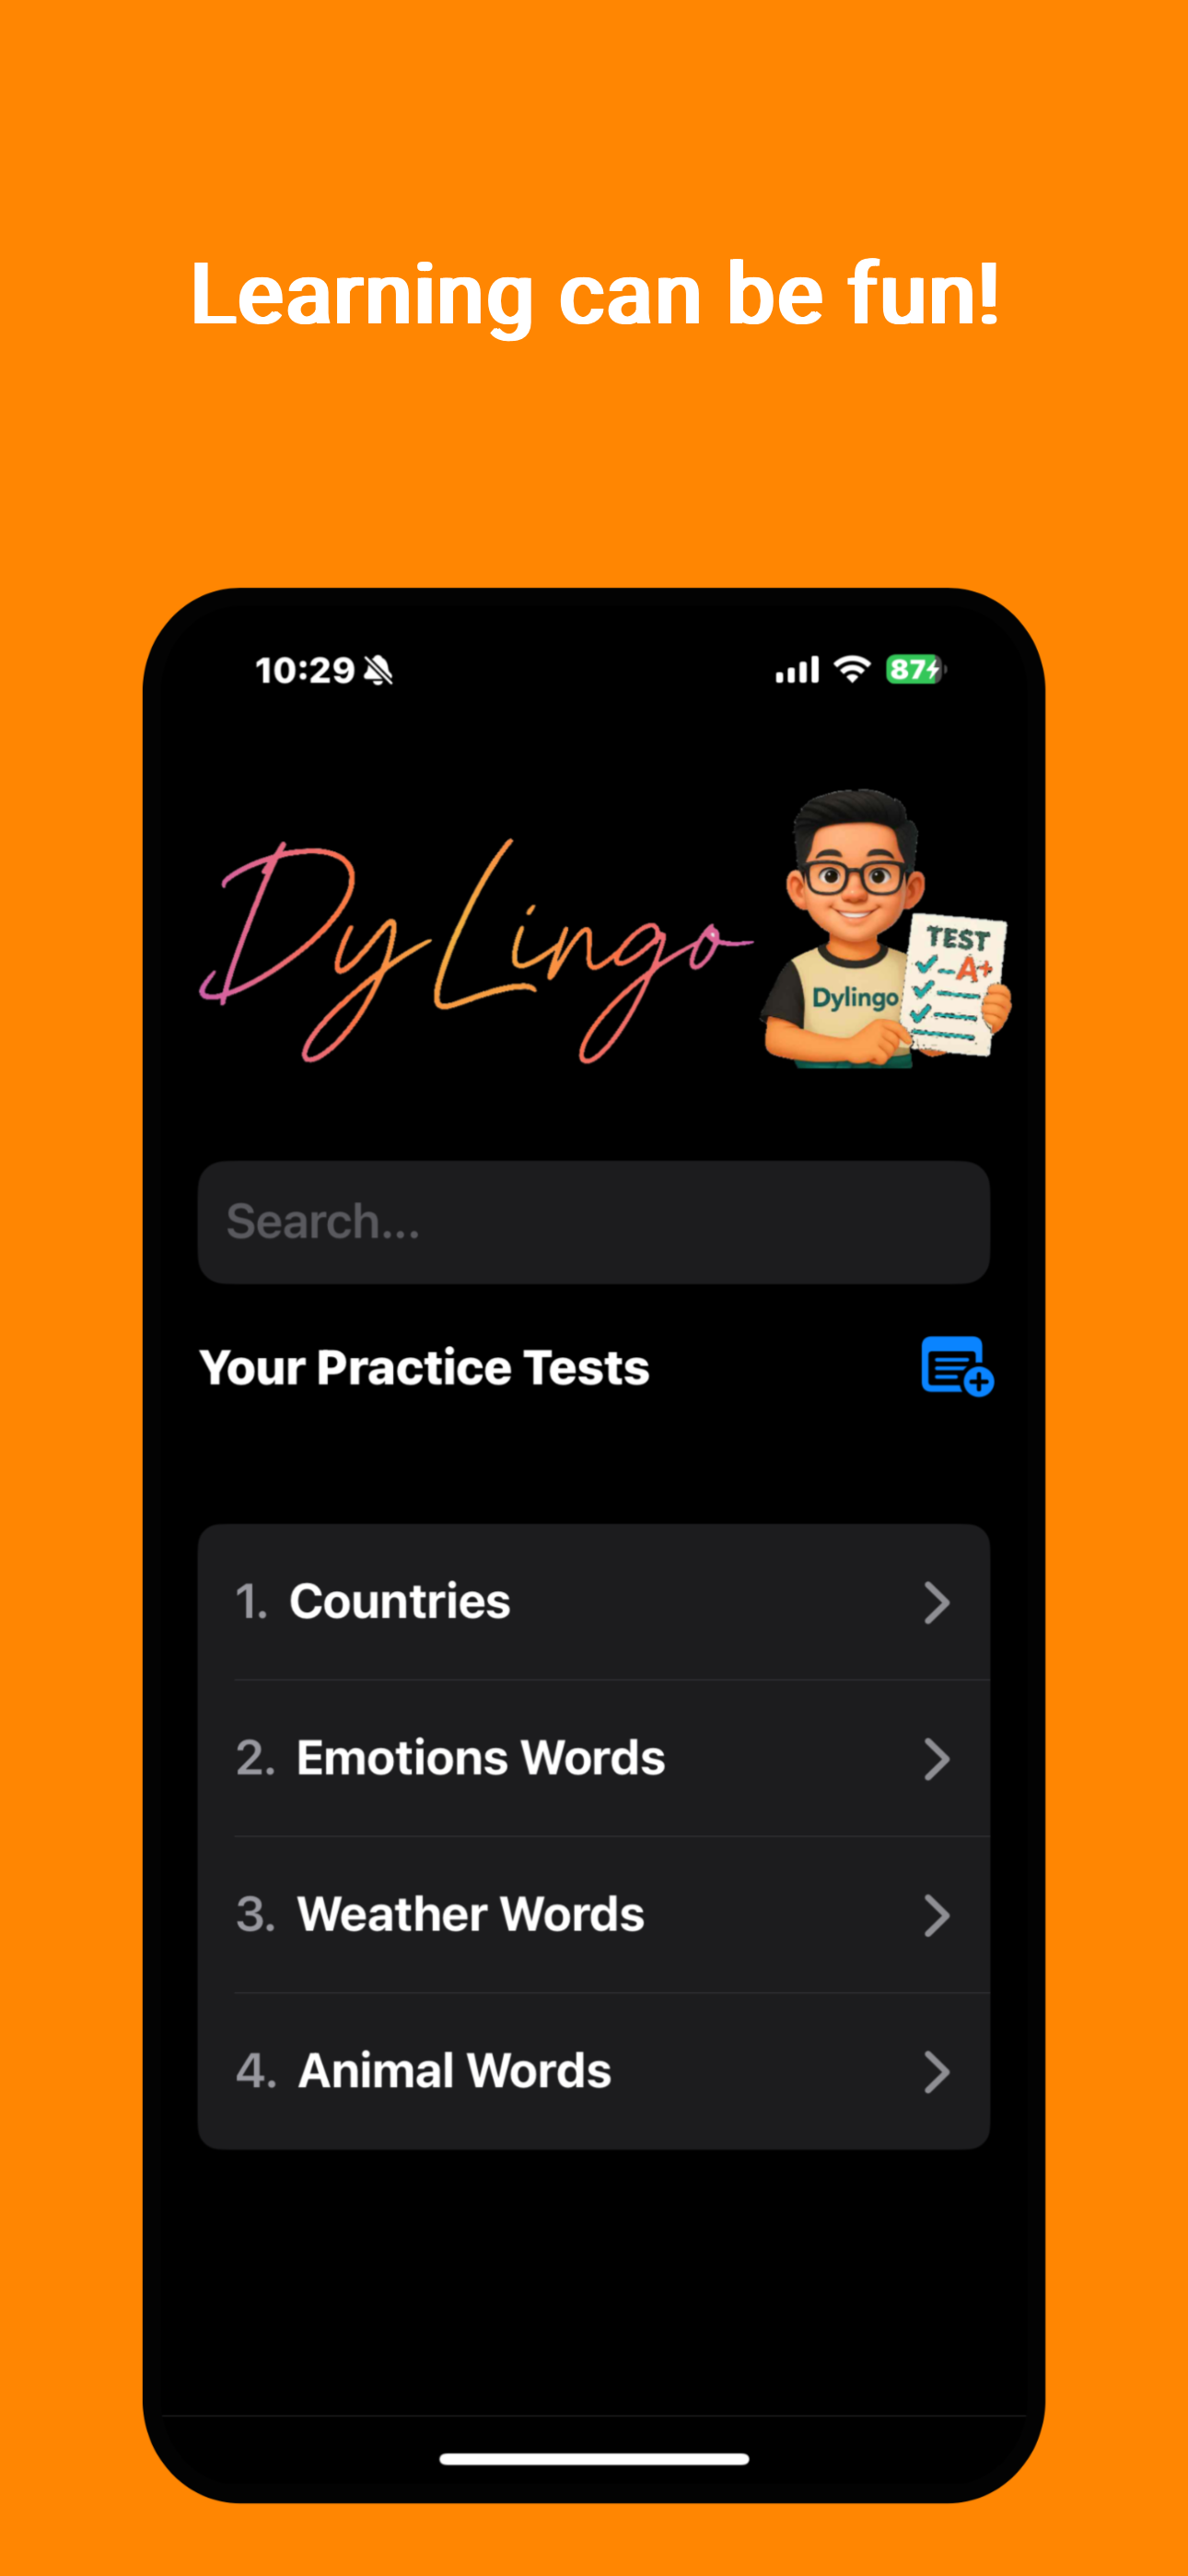 Learning can be fun!
10:29
87
DyLingo
TEST
A+
Dylingo
Search...
Your Practice Tests
1. Countries
2. Emotions Words
3. Weather Words
4. Animal Words